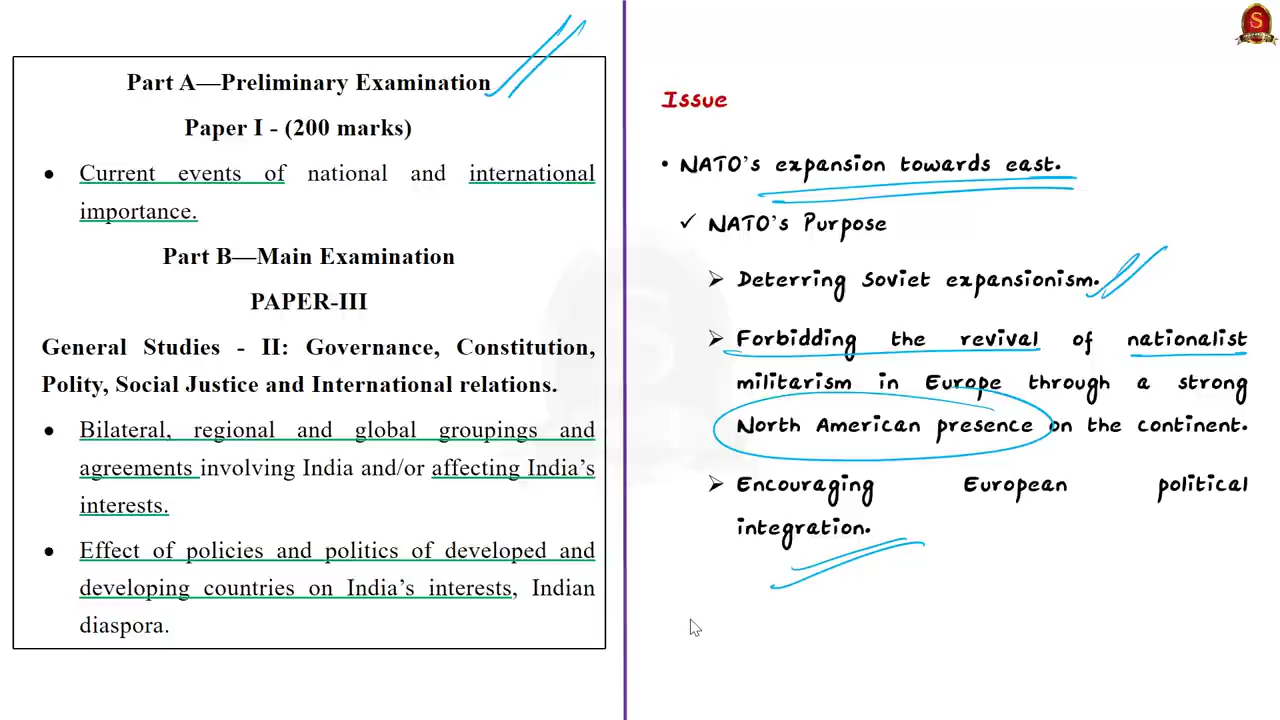 Part A—Preliminary Examination
Paper I - (200 marks)
• Current events of national and international
importance.
Part B—Main Examination
PAPER-III
General Studies - II: Governance, Constitution,
Polity, Social Justice and International relations.
• Bilateral, regional and global groupings and
agreements involving India and/or affecting India's
interests.
• Effect of policies and politics of developed and
developing countries on India's interests, Indian
diaspora.
Issue
• NATO's expansion towards east.
✓ NATO's Purpose
➢ Deterring Soviet expansionism.
➢ Forbidding the revival of nationalist
militarism in Europe through a strong
North American presence on the continent.
➢ Encouraging European political
integration.
S